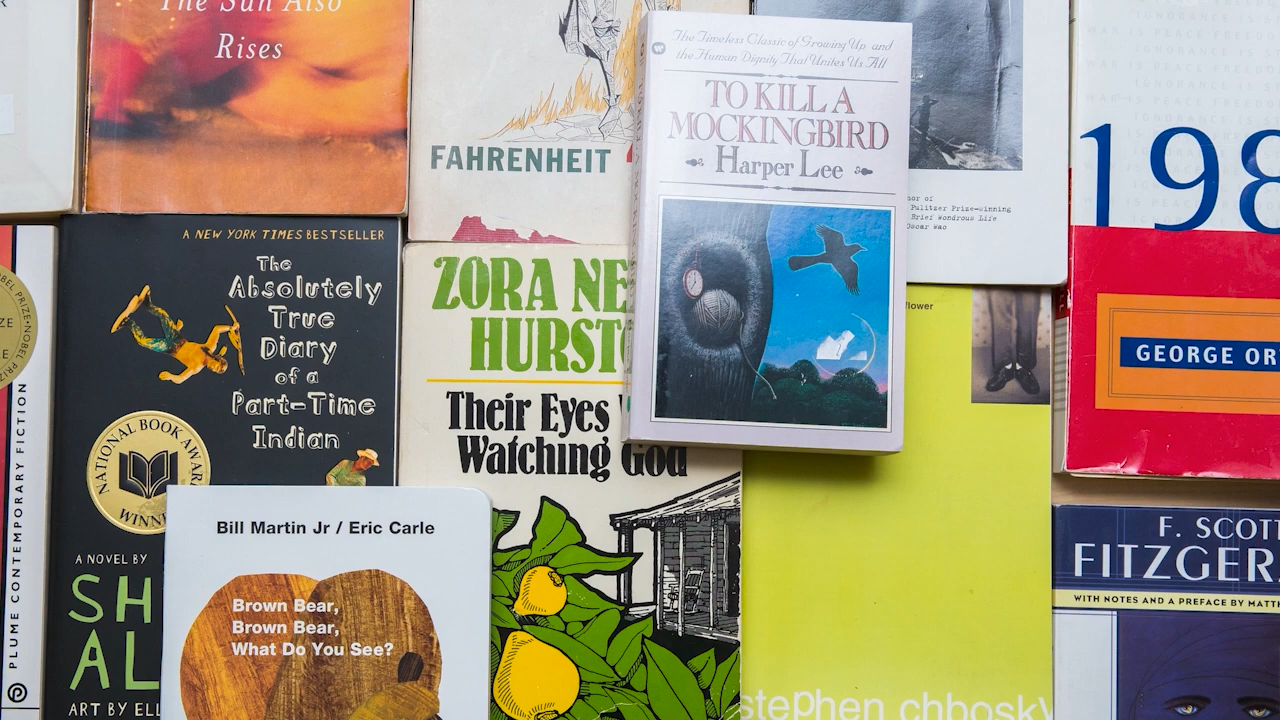 The Sun Also
Rises
FAHRENHEIT
The Timeless Classic of Growing Up and
the Human Dignity That Unites Us All
TO KILL A
MOCKINGBIRD
Harper Lee
Pulitzer Prize-winning
Brief Wondrous Life
Oscar Wao
198
GEORGE OR
A NEW YORK TIMES BESTSELLER
The
Absolutely
True
Diary
of a
Part-Time
Indian
NATIONAL BOOK AWAR
WINN
A NOVEL BY
SH
AL
ART BY ELL
PLUME CONTEMPORARY FICTION
NOBEL PRIZE
ZORA NE
HURST
Their Eyes
Watching God
Bill Martin Jr / Eric Carle
Brown Bear,
Brown Bear,
What Do You See?
flower
stephen chbosky
F. SCOTT
FITZGER
WITH NOTES AND A PREFACE BY MATT